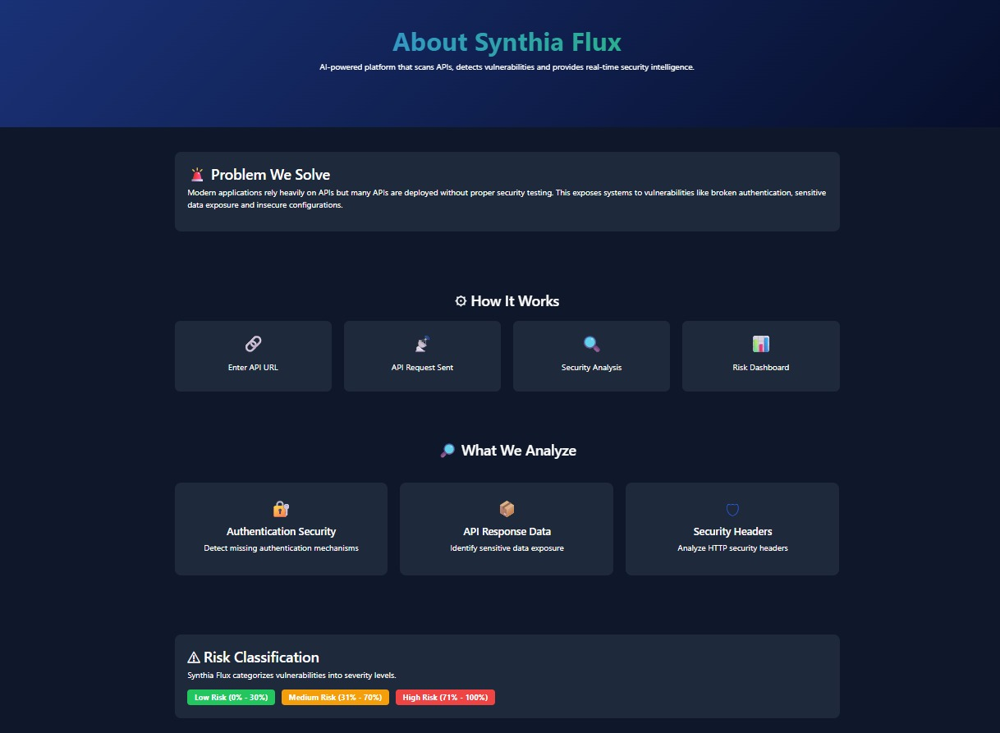 About Synthia Flux
AI-powered platform that scans APIs, detects vulnerabilities and provides real-time security intelligence.
Problem We Solve
Modern applications rely heavily on APIs but many APIs are deployed without proper security testing. This exposes systems to vulnerabilities like broken authentication, sensitive
data exposure and insecure configurations.
How It Works
Enter API URL
API Request Sent
Security Analysis
Risk Dashboard
What We Analyze
Authentication Security
Detect missing authentication mechanisms
API Response Data
Identify sensitive data exposure
Security Headers
Analyze HTTP security headers
Risk Classification
Synthia Flux categorizes vulnerabilities into severity levels.
Low Risk (0% - 30%)
Medium Risk (31% - 70%)
High Risk (71% - 100%)